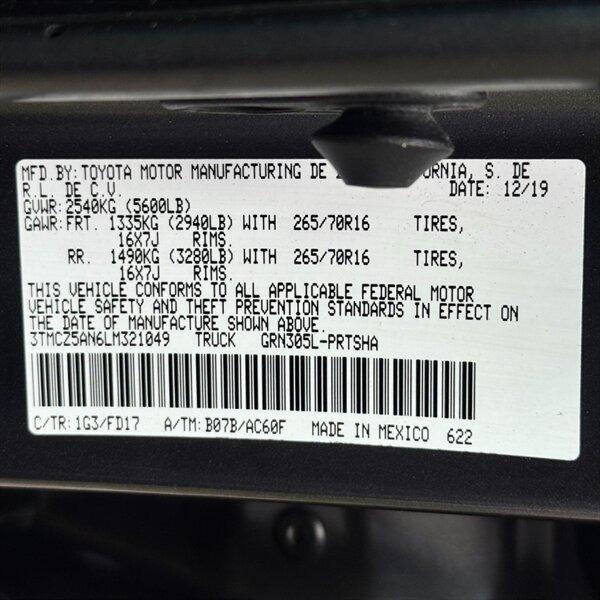 MFD.BY:TOYOTA MOTOR MANUFACTURING DE CALIFORNIA, S. DE
R.L. DE C.V. DATE: 12/19
GVWR:2540KG (5600LB)
GAWR:FRT. 1335KG (2940LB) WITH 265/70R16 TIRES,
16X7J RIMS.
RR. 1490KG (3280LB) WITH 265/70R16 TIRES,
16X7J RIMS.
THIS VEHICLE CONFORMS TO ALL APPLICABLE FEDERAL MOTOR
VEHICLE SAFETY AND THEFT PREVENTION STANDARDS IN EFFECT ON
THE DATE OF MANUFACTURE SHOWN ABOVE.
3TMCZ5AN6LM321049 TRUCK GRN305L-PRTSHA
C/TR:1G3/FD17 A/TM:B07B/AC60F MADE IN MEXICO 622